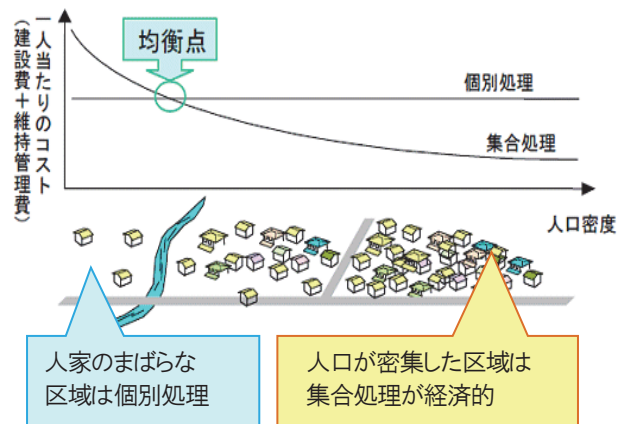 一人当たりのコスト
（建設費＋維持管理費）
均衡点
個別処理
集合処理
人口密度
人家のまばらな
区域は個別処理
人口が密集した区域は
集合処理が経済的